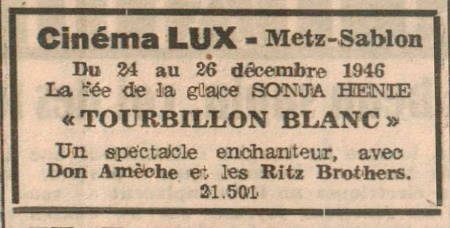 Cinéma LUX - Metz-Sablon
Du 24 au 26 décembre 1946
La fée de la glace SONJA HENIE
« TOURBILLON BLANC »
Un spectacle enchanteur, avec
Don Amèche et les Ritz Brothers.
21.501